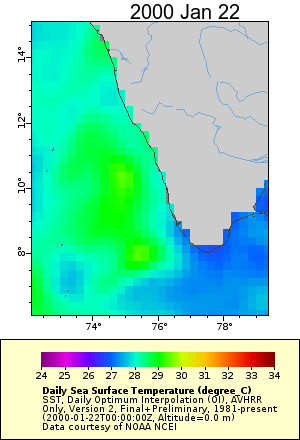 2000 Jan 22
14°
12°
10°
8°
74°
76°
78°
24 25 26 27 28 29 30 31 32 33 34
Daily Sea Surface Temperature (degree_C)
SST, Daily Optimum Interpolation (OI), AVHRR
Only, Version 2, Final+Preliminary, 1981-present
(2000-01-22T00:00:00Z, Altitude=0.0 m)
Data courtesy of NOAA NCEI